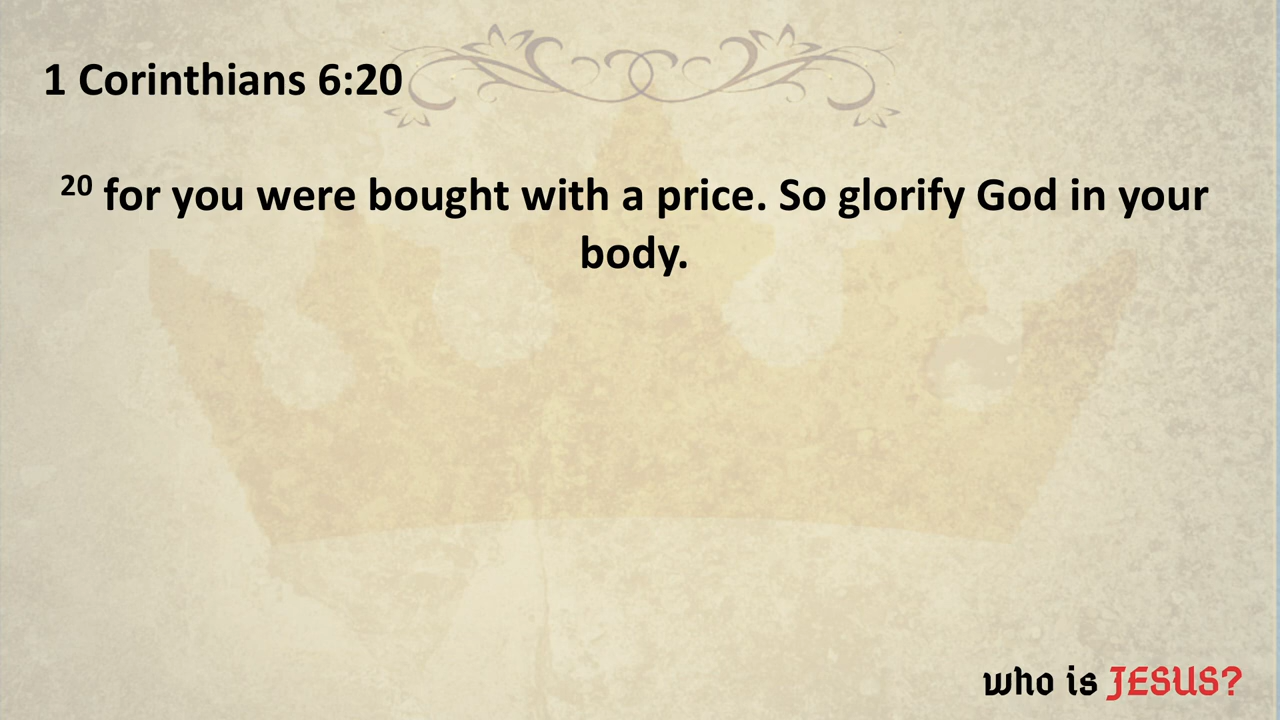 1 Corinthians 6:20
20 for you were bought with a price. So glorify God in your
body.
who is JESUS?